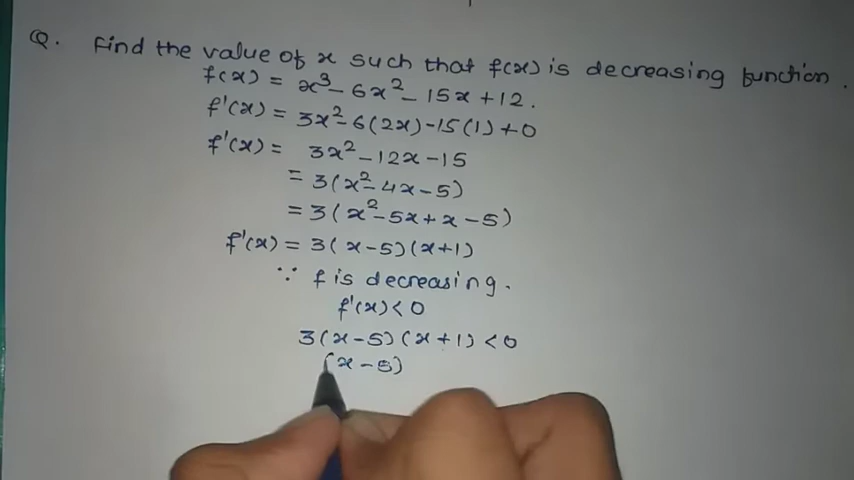 Q. Find the value of x such that f(x) is decreasing function.
f(x) = x³ - 6x² - 15x + 12.
f'(x) = 3x² - 6(2x) - 15(1) + 0
f'(x) = 3x² - 12x - 15
= 3(x² - 4x - 5)
= 3(x² - 5x + x - 5)
f'(x) = 3(x - 5)(x + 1)
∵ f is decreasing.
f'(x) < 0
3(x - 5)(x + 1) < 0
(x - 5)